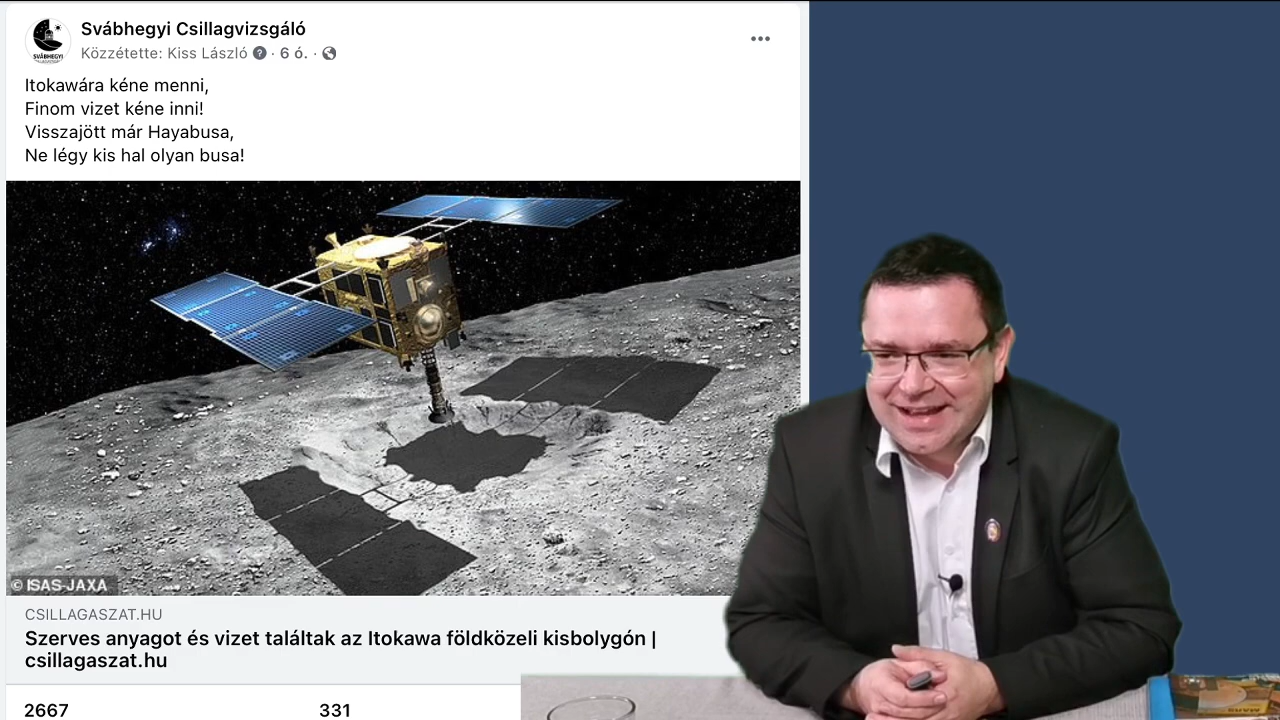 Svábhegyi Csillagvizsgáló
Közzétette: Kiss László ? · 6 ó. ·
SVÁBHEGYI
Itokawára kéne menni,
Finom vizet kéne inni!
Visszajött már Hayabusa,
Ne légy kis hal olyan busa!
© ISAS-JAXA
CSILLAGASZAT.HU
Szerves anyagot és vizet találtak az Itokawa földközeli kisbolygón |
csillagaszat.hu
2667 331